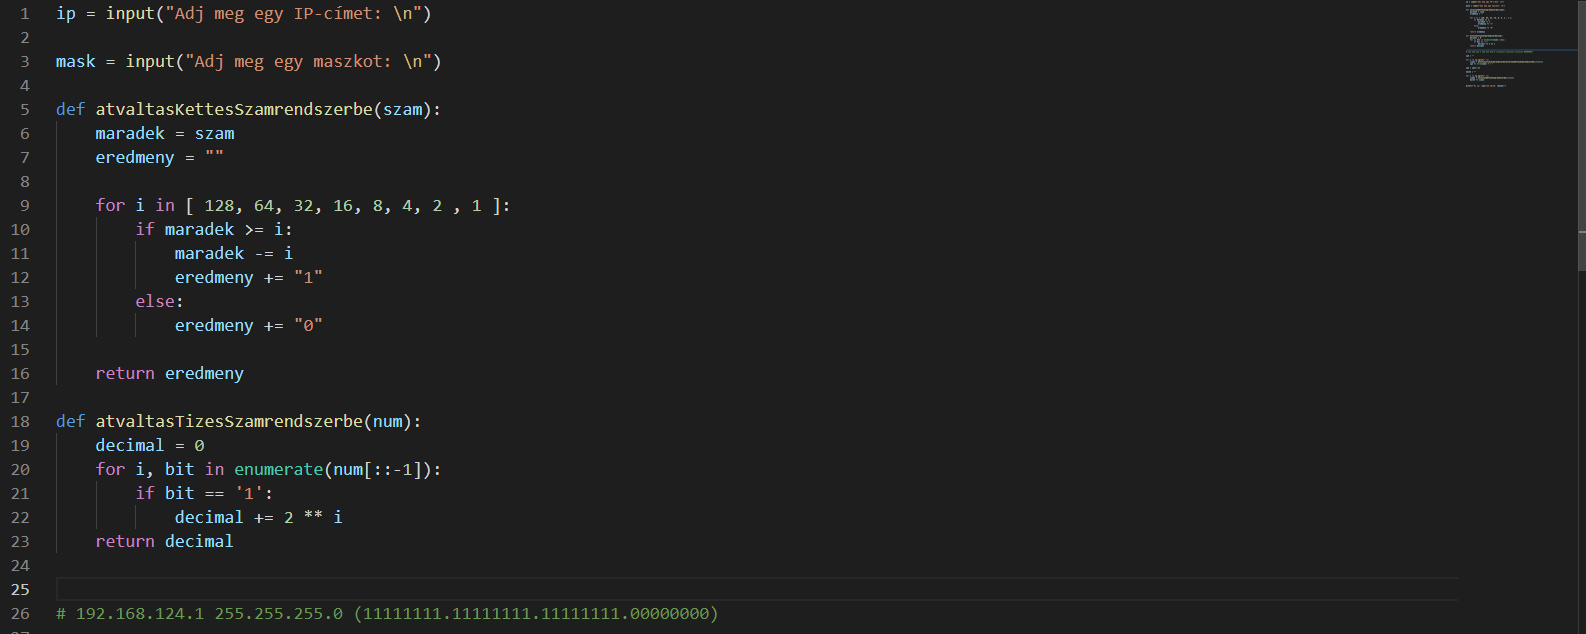 1 ip = input("Adj meg egy IP-címet: \n")
2
3 mask = input("Adj meg egy maszkot: \n")
4
5 def atvaltasKettesSzamrendszerbe(szam):
6     maradek = szam
7     eredmeny = ""
8
9     for i in [ 128, 64, 32, 16, 8, 4, 2 , 1 ]:
10         if maradek >= i:
11             maradek -= i
12             eredmeny += "1"
13         else:
14             eredmeny += "0"
15
16     return eredmeny
17
18 def atvaltasTizesSzamrendszerbe(num):
19     decimal = 0
20     for i, bit in enumerate(num[::-1]):
21         if bit == '1':
22             decimal += 2 ** i
23     return decimal
24
25
26 # 192.168.124.1 255.255.255.0 (11111111.11111111.11111111.00000000)